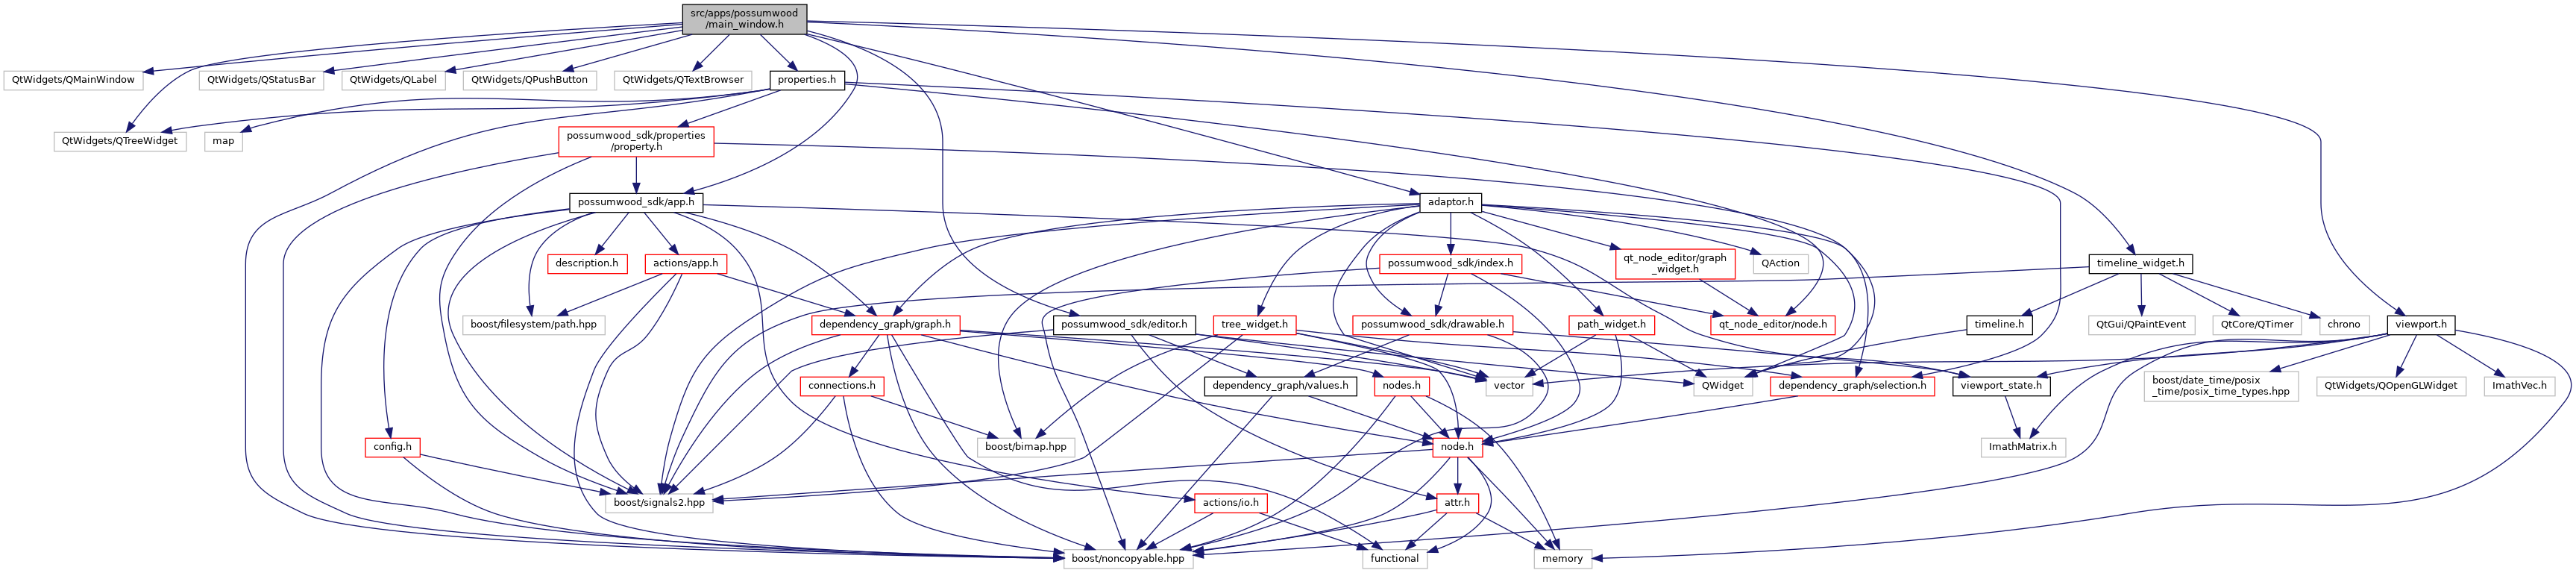 src/apps/possumwood
/main_window.h
QtWidgets/QMainWindow
QtWidgets/QStatusBar
QtWidgets/QLabel
QtWidgets/QPushButton
QtWidgets/QTextBrowser
properties.h
QtWidgets/QTreeWidget
map
possumwood_sdk/properties
/property.h
possumwood_sdk/app.h
adaptor.h
description.h
actions/app.h
possumwood_sdk/index.h
qt_node_editor/graph
_widget.h
QAction
timeline_widget.h
boost/filesystem/path.hpp
dependency_graph/graph.h
possumwood_sdk/editor.h
tree_widget.h
possumwood_sdk/drawable.h
path_widget.h
qt_node_editor/node.h
timeline.h
QtGui/QPaintEvent
QtCore/QTimer
chrono
viewport.h
connections.h
dependency_graph/values.h
nodes.h
vector
QWidget
dependency_graph/selection.h
viewport_state.h
boost/date_time/posix
_time/posix_time_types.hpp
QtWidgets/QOpenGLWidget
ImathVec.h
config.h
boost/bimap.hpp
node.h
ImathMatrix.h
boost/signals2.hpp
actions/io.h
attr.h
boost/noncopyable.hpp
functional
memory